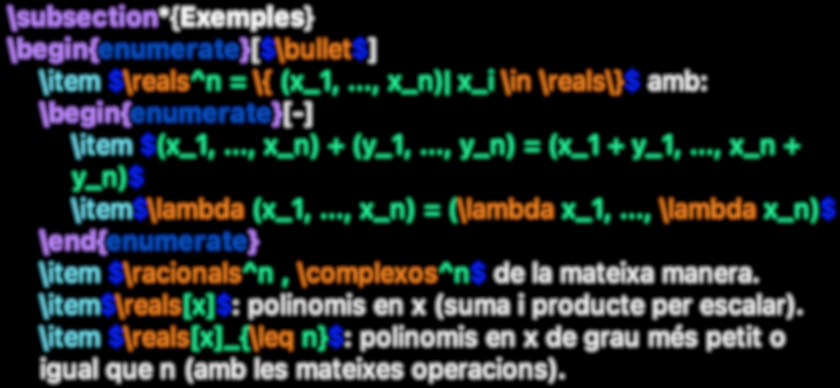 \subsection*{Exemples}
\begin{enumerate}[$\bullet$]
\item $\reals^n = \{ (x_1, ..., x_n)| x_i \in \reals\}$ amb:
\begin{enumerate}[-]
\item $(x_1, ..., x_n) + (y_1, ..., y_n) = (x_1 + y_1, ..., x_n +
y_n)$
\item$\lambda (x_1, ..., x_n) = (\lambda x_1, ..., \lambda x_n)$
\end{enumerate}
\item $\racionals^n , \complexos^n$ de la mateixa manera.
\item$\reals[x]$: polinomis en x (suma i producte per escalar).
\item $\reals[x]_{\leq n}$: polinomis en x de grau més petit o
igual que n (amb les mateixes operacions).